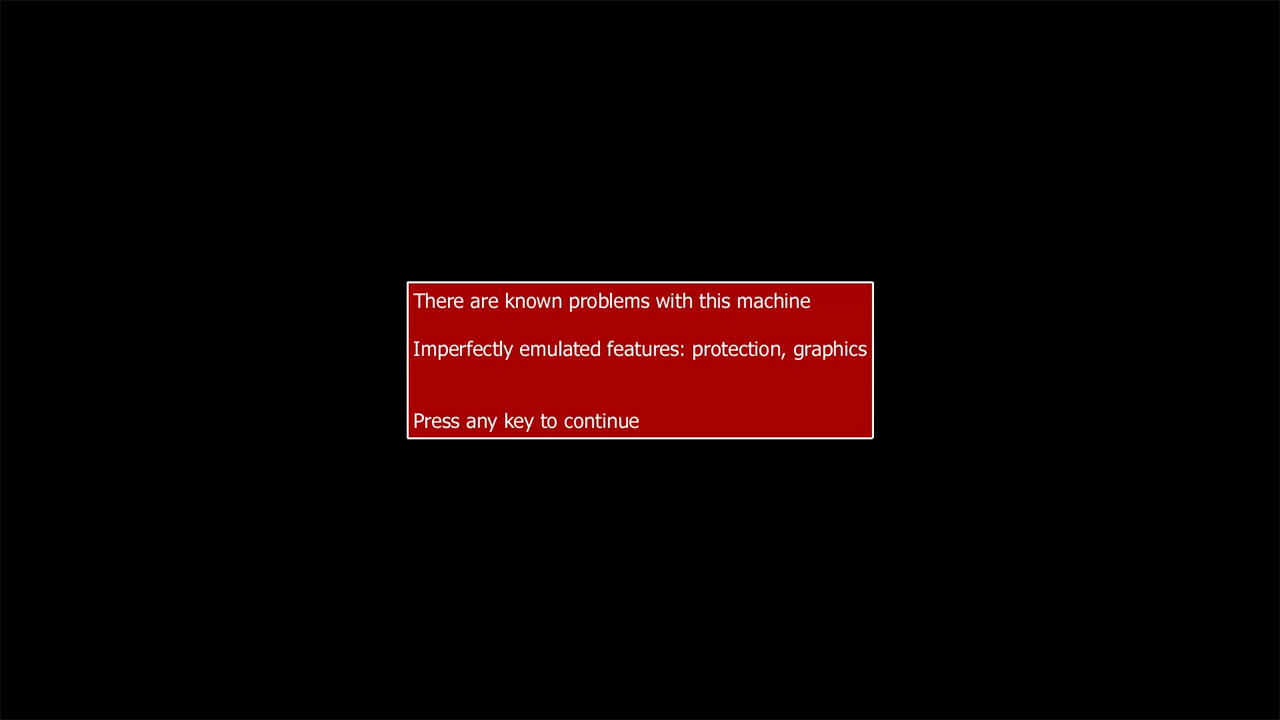 There are known problems with this machine
Imperfectly emulated features: protection, graphics
Press any key to continue